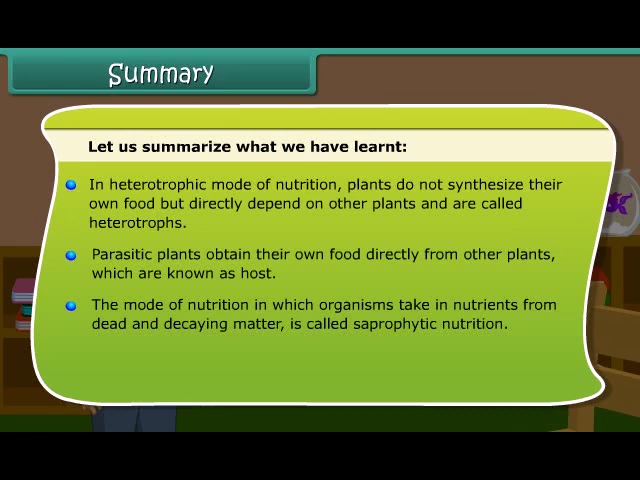 Summary
Let us summarize what we have learnt:
In heterotrophic mode of nutrition, plants do not synthesize their
own food but directly depend on other plants and are called
heterotrophs.
Parasitic plants obtain their own food directly from other plants,
which are known as host.
The mode of nutrition in which organisms take in nutrients from
dead and decaying matter, is called saprophytic nutrition.